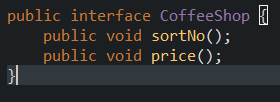 public interface CoffeeShop {
    public void sortNo();
    public void price();
}